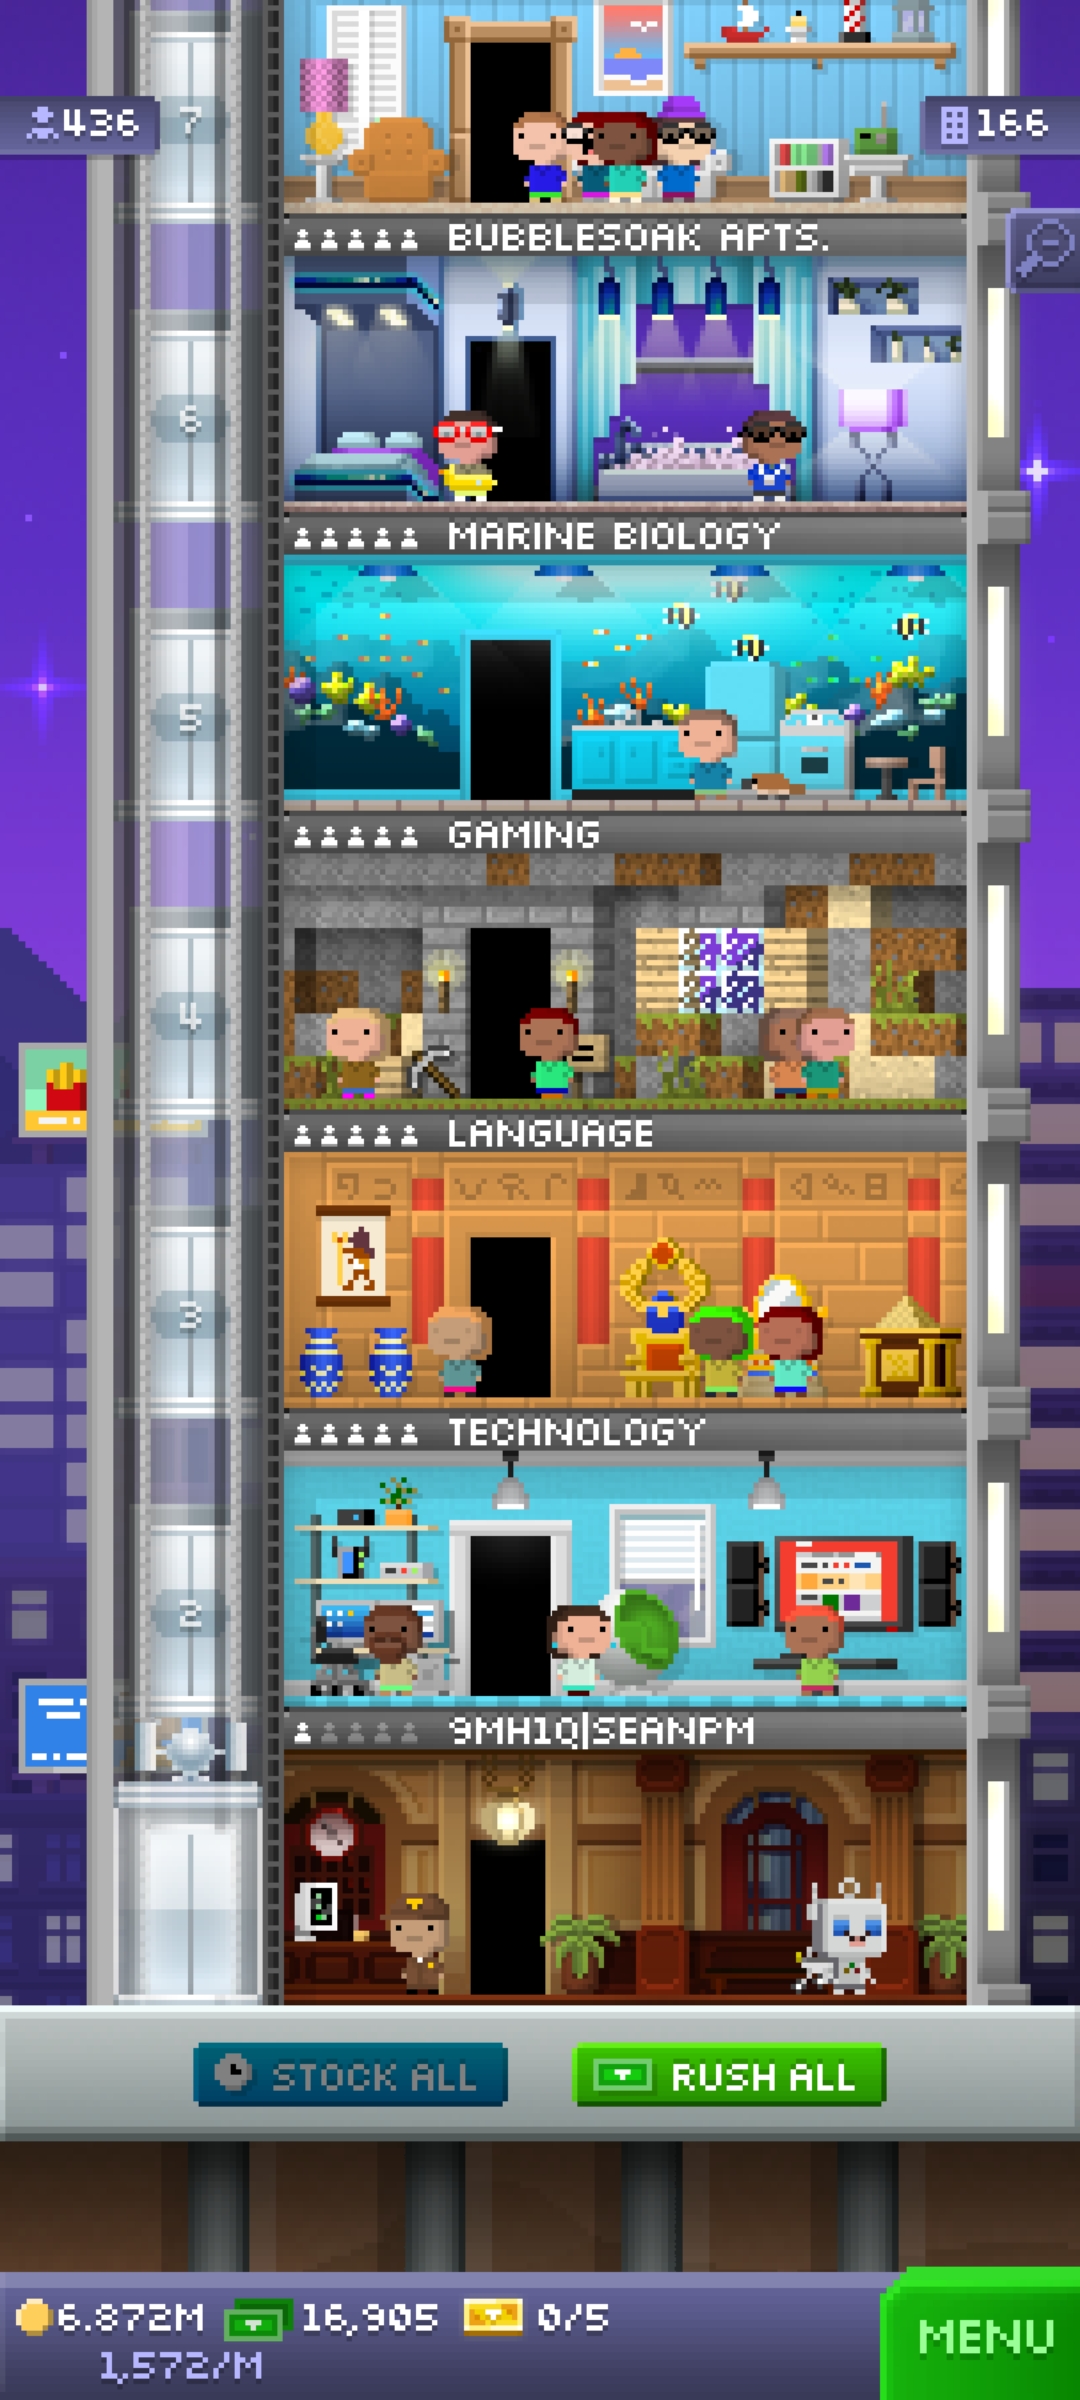 436
7
166
BUBBLESOAK APTS.
6
MARINE BIOLOGY
5
GAMING
4
LANGUAGE
3
TECHNOLOGY
2
9MH1Q|SEANPM
STOCK ALL
RUSH ALL
6.872M
16,905
0/5
1,572/M
MENU